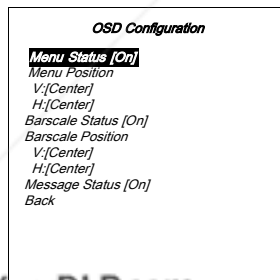 OSD Configuration
Menu Status [On]
Menu Position
V:[Center]
H:[Center]
Barscale Status [On]
Barscale Position
V:[Center]
H:[Center]
Message Status [On]
Back